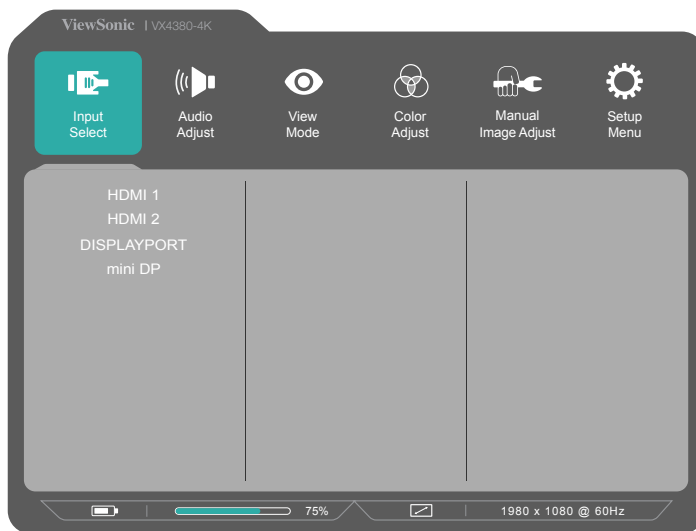 ViewSonic | VX4380-4K
Input Select
Audio Adjust
View Mode
Color Adjust
Manual Image Adjust
Setup Menu
HDMI 1
HDMI 2
DISPLAYPORT
mini DP
75%
1980 x 1080 @ 60Hz